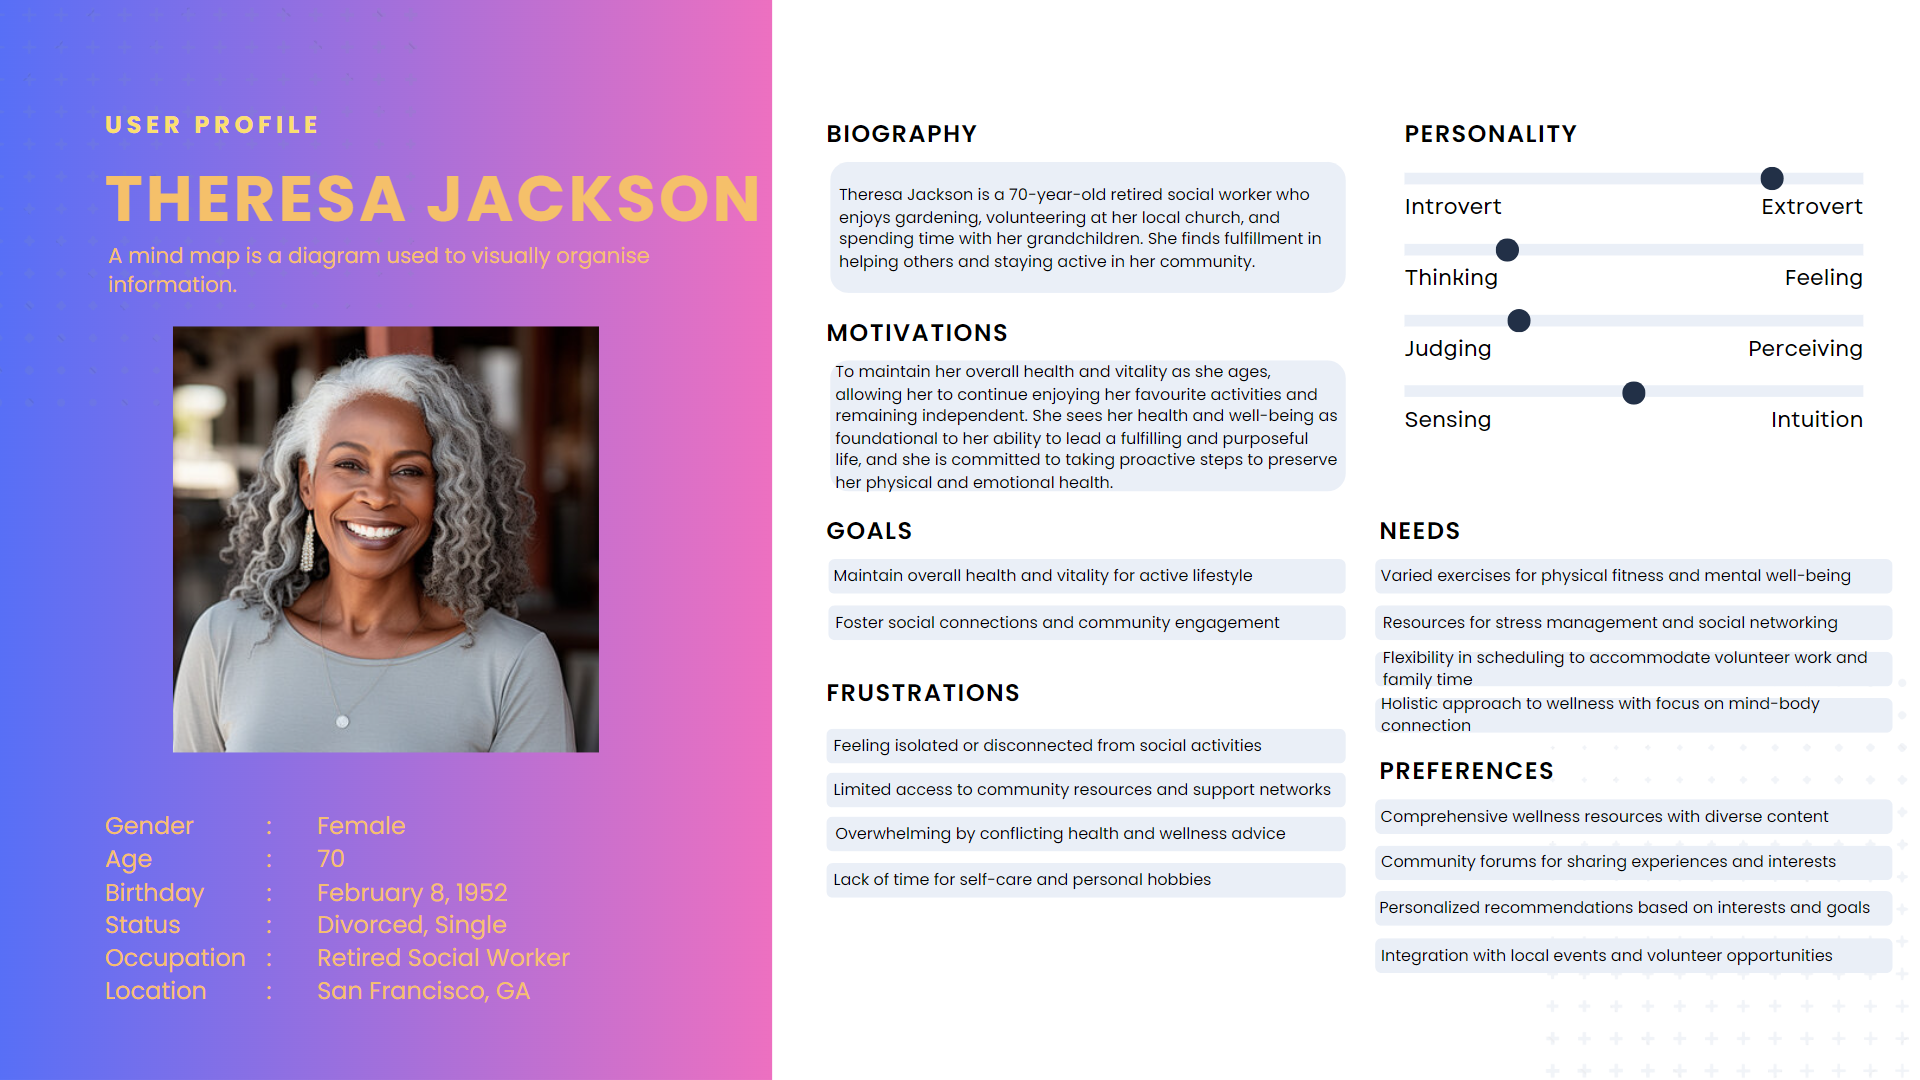 USER PROFILE
THERESA JACKSON
A mind map is a diagram used to visually organise
information.
Gender : Female
Age : 70
Birthday : February 8, 1952
Status : Divorced, Single
Occupation : Retired Social Worker
Location : San Francisco, GA
BIOGRAPHY
Theresa Jackson is a 70-year-old retired social worker who
enjoys gardening, volunteering at her local church, and
spending time with her grandchildren. She finds fulfillment in
helping others and staying active in her community.
MOTIVATIONS
To maintain her overall health and vitality as she ages,
allowing her to continue enjoying her favourite activities and
remaining independent. She sees her health and well-being as
foundational to her ability to lead a fulfilling and purposeful
life, and she is committed to taking proactive steps to preserve
her physical and emotional health.
GOALS
Maintain overall health and vitality for active lifestyle
Foster social connections and community engagement
FRUSTRATIONS
Feeling isolated or disconnected from social activities
Limited access to community resources and support networks
Overwhelming by conflicting health and wellness advice
Lack of time for self-care and personal hobbies
PERSONALITY
Introvert Extrovert
Thinking Feeling
Judging Perceiving
Sensing Intuition
NEEDS
Varied exercises for physical fitness and mental well-being
Resources for stress management and social networking
Flexibility in scheduling to accommodate volunteer work and
family time
Holistic approach to wellness with focus on mind-body
connection
PREFERENCES
Comprehensive wellness resources with diverse content
Community forums for sharing experiences and interests
Personalized recommendations based on interests and goals
Integration with local events and volunteer opportunities